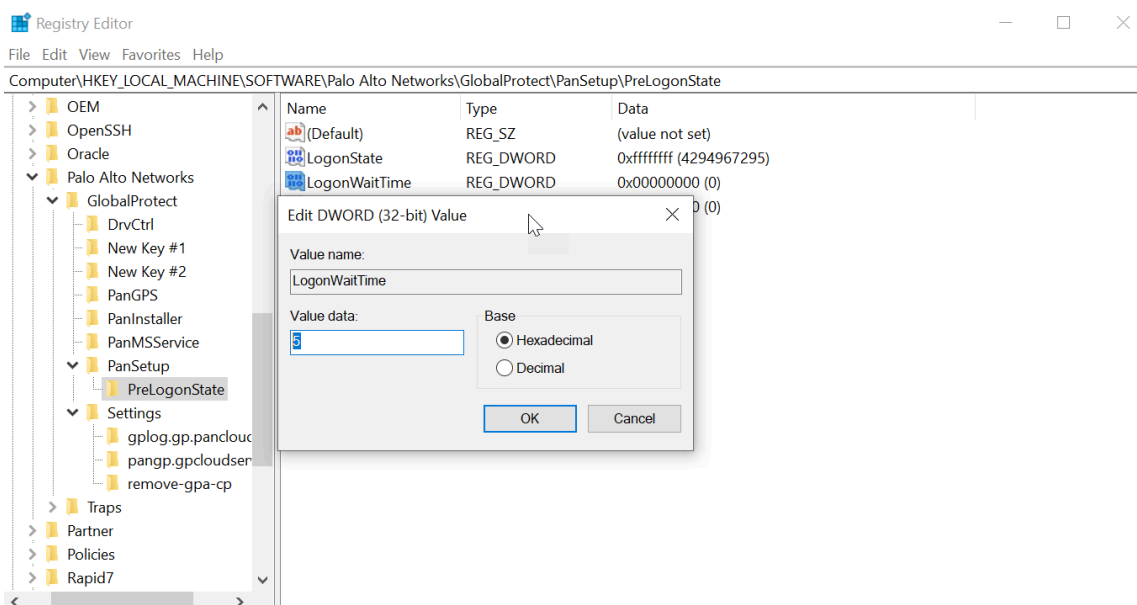 Registry Editor
File Edit View Favorites Help
Computer\HKEY_LOCAL_MACHINE\SOFTWARE\Palo Alto Networks\GlobalProtect\PanSetup\PreLogonState
OEM
OpenSSH
Oracle
Palo Alto Networks
GlobalProtect
DrvCtrl
New Key #1
New Key #2
PanGPS
PanInstaller
PanMSService
PanSetup
PreLogonState
Settings
gplog.gp.pancloud
pangp.gpcloudser
remove-gpa-cp
Traps
Partner
Policies
Rapid7
Name Type Data
ab (Default) REG_SZ (value not set)
LogonState REG_DWORD 0xffffffff (4294967295)
LogonWaitTime REG_DWORD 0x00000000 (0)
0 (0)
Edit DWORD (32-bit) Value
Value name:
LogonWaitTime
Value data:
5
Base
Hexadecimal
Decimal
OK Cancel